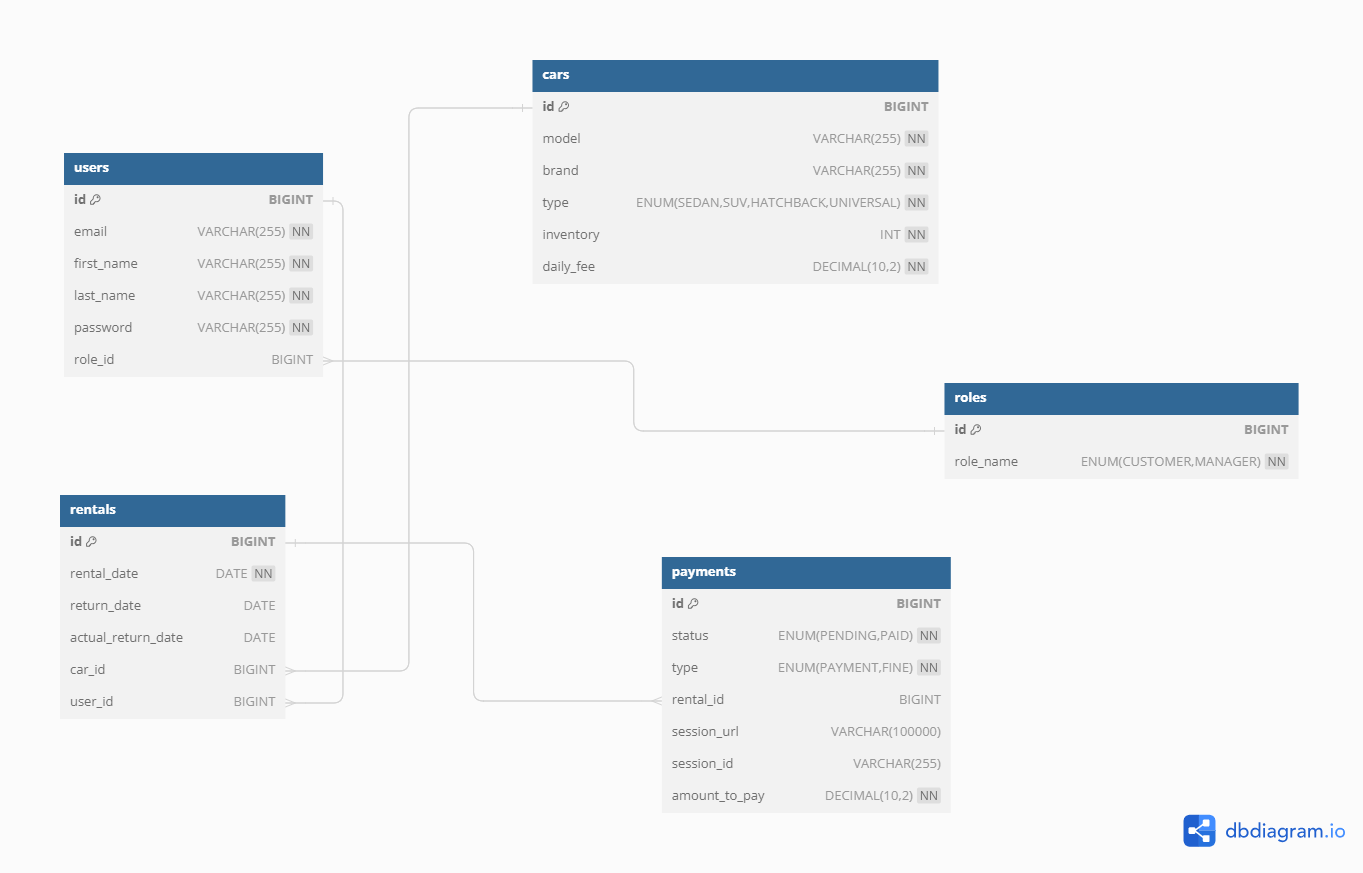 cars
id BIGINT
model VARCHAR(255) NN
brand VARCHAR(255) NN
type ENUM(SEDAN,SUV,HATCHBACK,UNIVERSAL) NN
inventory INT NN
daily_fee DECIMAL(10,2) NN
users
id BIGINT
email VARCHAR(255) NN
first_name VARCHAR(255) NN
last_name VARCHAR(255) NN
password VARCHAR(255) NN
role_id BIGINT
roles
id BIGINT
role_name ENUM(CUSTOMER,MANAGER) NN
rentals
id BIGINT
rental_date DATE NN
return_date DATE
actual_return_date DATE
car_id BIGINT
user_id BIGINT
payments
id BIGINT
status ENUM(PENDING,PAID) NN
type ENUM(PAYMENT,FINE) NN
rental_id BIGINT
session_url VARCHAR(100000)
session_id VARCHAR(255)
amount_to_pay DECIMAL(10,2) NN
dbdiagram.io